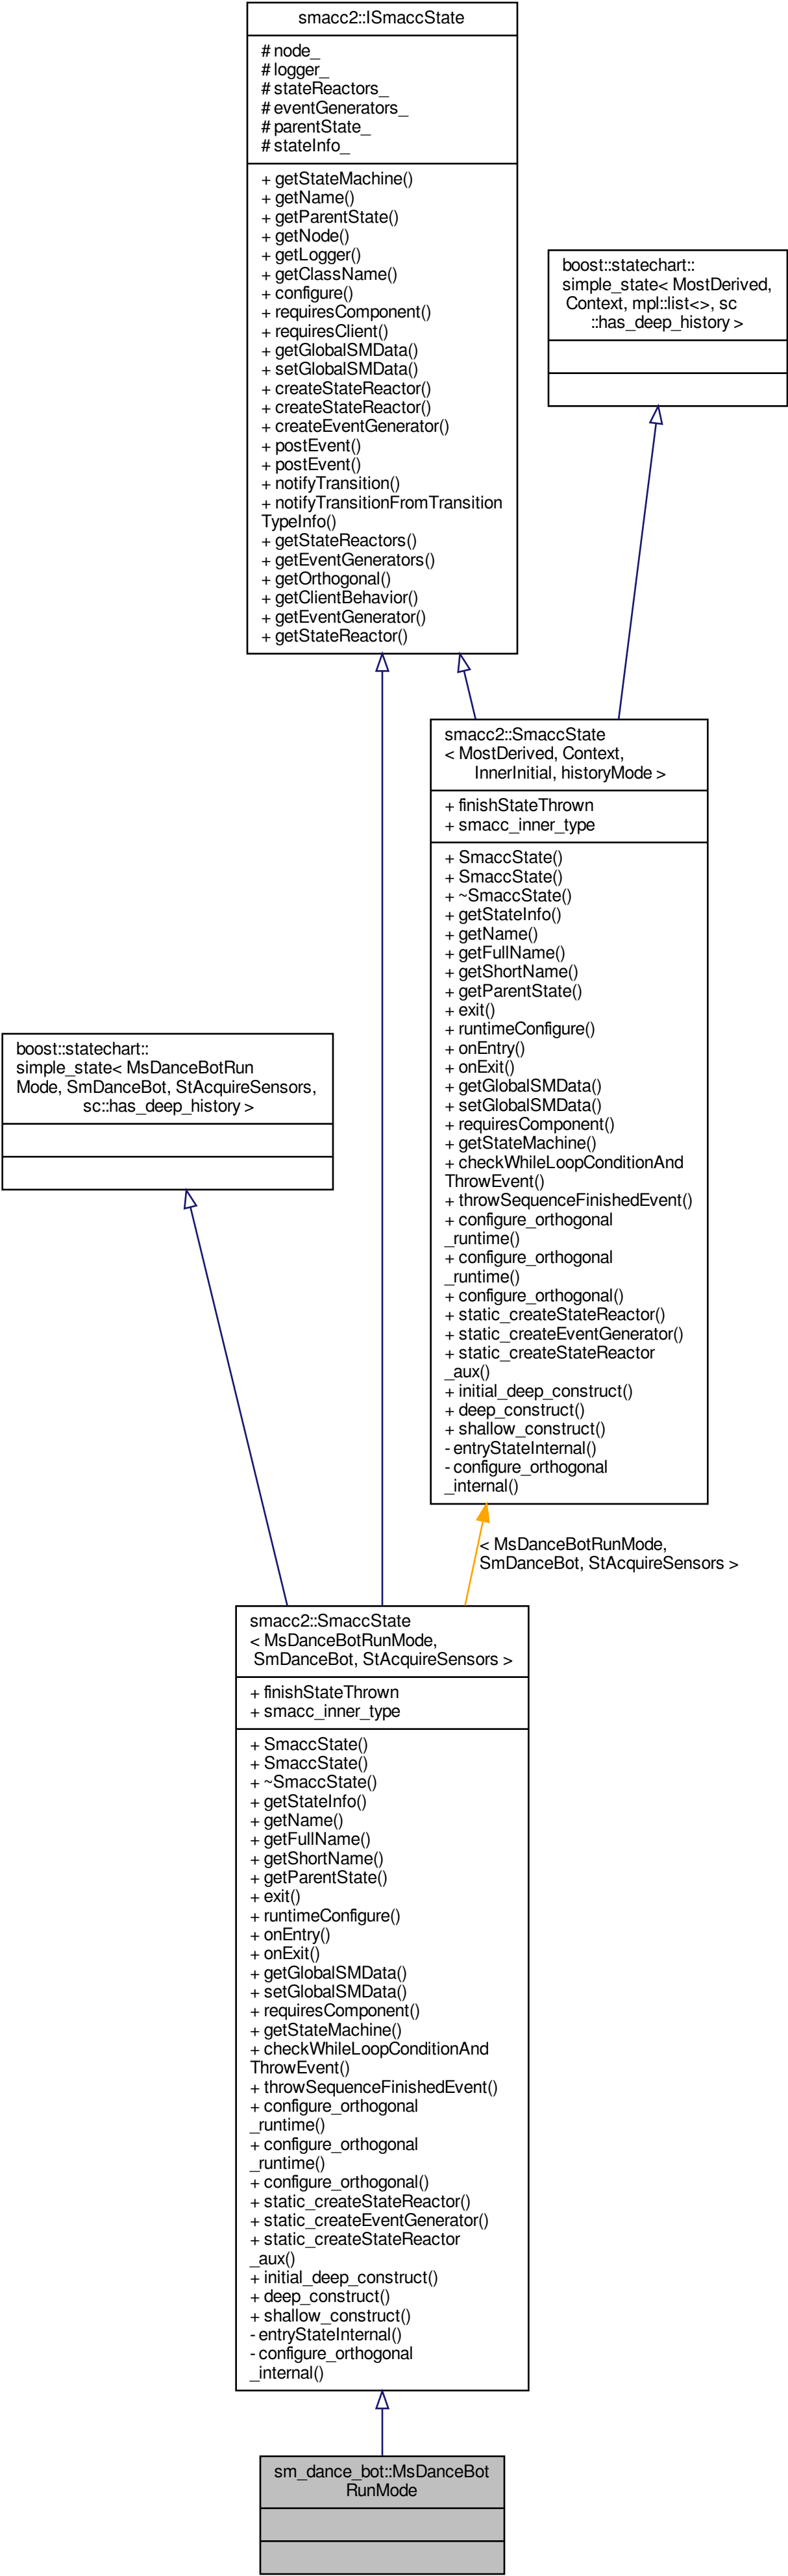 smacc2::ISmaccState
# node_
# logger_
# stateReactors_
# eventGenerators_
# parentState_
# stateInfo_
+ getStateMachine()
+ getName()
+ getParentState()
+ getNode()
+ getLogger()
+ getClassName()
+ configure()
+ requiresComponent()
+ requiresClient()
+ getGlobalSMData()
+ setGlobalSMData()
+ createStateReactor()
+ createStateReactor()
+ createEventGenerator()
+ postEvent()
+ postEvent()
+ notifyTransition()
+ notifyTransitionFromTransition
TypeInfo()
+ getStateReactors()
+ getEventGenerators()
+ getOrthogonal()
+ getClientBehavior()
+ getEventGenerator()
+ getStateReactor()
boost::statechart::
simple_state< MostDerived,
Context, mpl::list<>, sc
::has_deep_history >
smacc2::SmaccState
< MostDerived, Context,
InnerInitial, historyMode >
+ finishStateThrown
+ smacc_inner_type
+ SmaccState()
+ SmaccState()
+ ~SmaccState()
+ getStateInfo()
+ getName()
+ getFullName()
+ getShortName()
+ getParentState()
+ exit()
+ runtimeConfigure()
+ onEntry()
+ onExit()
+ getGlobalSMData()
+ setGlobalSMData()
+ requiresComponent()
+ getStateMachine()
+ checkWhileLoopConditionAnd
ThrowEvent()
+ throwSequenceFinishedEvent()
+ configure_orthogonal
_runtime()
+ configure_orthogonal
_runtime()
+ configure_orthogonal()
+ static_createStateReactor()
+ static_createEventGenerator()
+ static_createStateReactor
_aux()
+ initial_deep_construct()
+ deep_construct()
+ shallow_construct()
- entryStateInternal()
- configure_orthogonal
_internal()
boost::statechart::
simple_state< MsDanceBotRun
Mode, SmDanceBot, StAcquireSensors,
sc::has_deep_history >
< MsDanceBotRunMode,
SmDanceBot, StAcquireSensors >
smacc2::SmaccState
< MsDanceBotRunMode,
SmDanceBot, StAcquireSensors >
+ finishStateThrown
+ smacc_inner_type
+ SmaccState()
+ SmaccState()
+ ~SmaccState()
+ getStateInfo()
+ getName()
+ getFullName()
+ getShortName()
+ getParentState()
+ exit()
+ runtimeConfigure()
+ onEntry()
+ onExit()
+ getGlobalSMData()
+ setGlobalSMData()
+ requiresComponent()
+ getStateMachine()
+ checkWhileLoopConditionAnd
ThrowEvent()
+ throwSequenceFinishedEvent()
+ configure_orthogonal
_runtime()
+ configure_orthogonal
_runtime()
+ configure_orthogonal()
+ static_createStateReactor()
+ static_createEventGenerator()
+ static_createStateReactor
_aux()
+ initial_deep_construct()
+ deep_construct()
+ shallow_construct()
- entryStateInternal()
- configure_orthogonal
_internal()
sm_dance_bot::MsDanceBot
RunMode